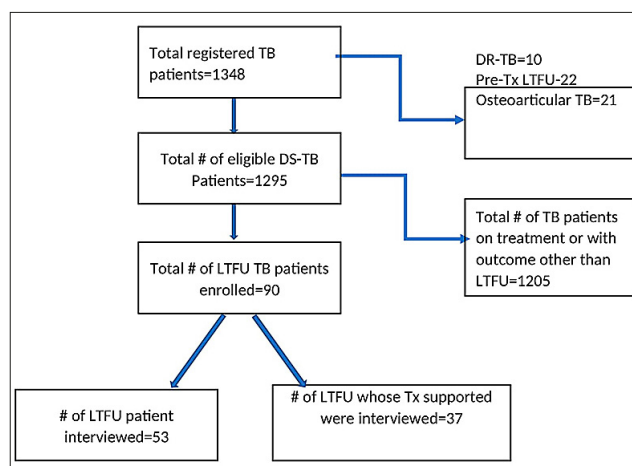 Total registered TB
patients=1348
DR-TB=10
Pre-Tx LTFU-22
Osteoarticular TB=21
Total # of eligible DS-TB
Patients=1295
Total # of TB patients
on treatment or with
outcome other than
LTFU=1205
Total # of LTFU TB patients
enrolled=90
# of LTFU patient
interviewed=53
# of LTFU whose Tx supported
were interviewed=37